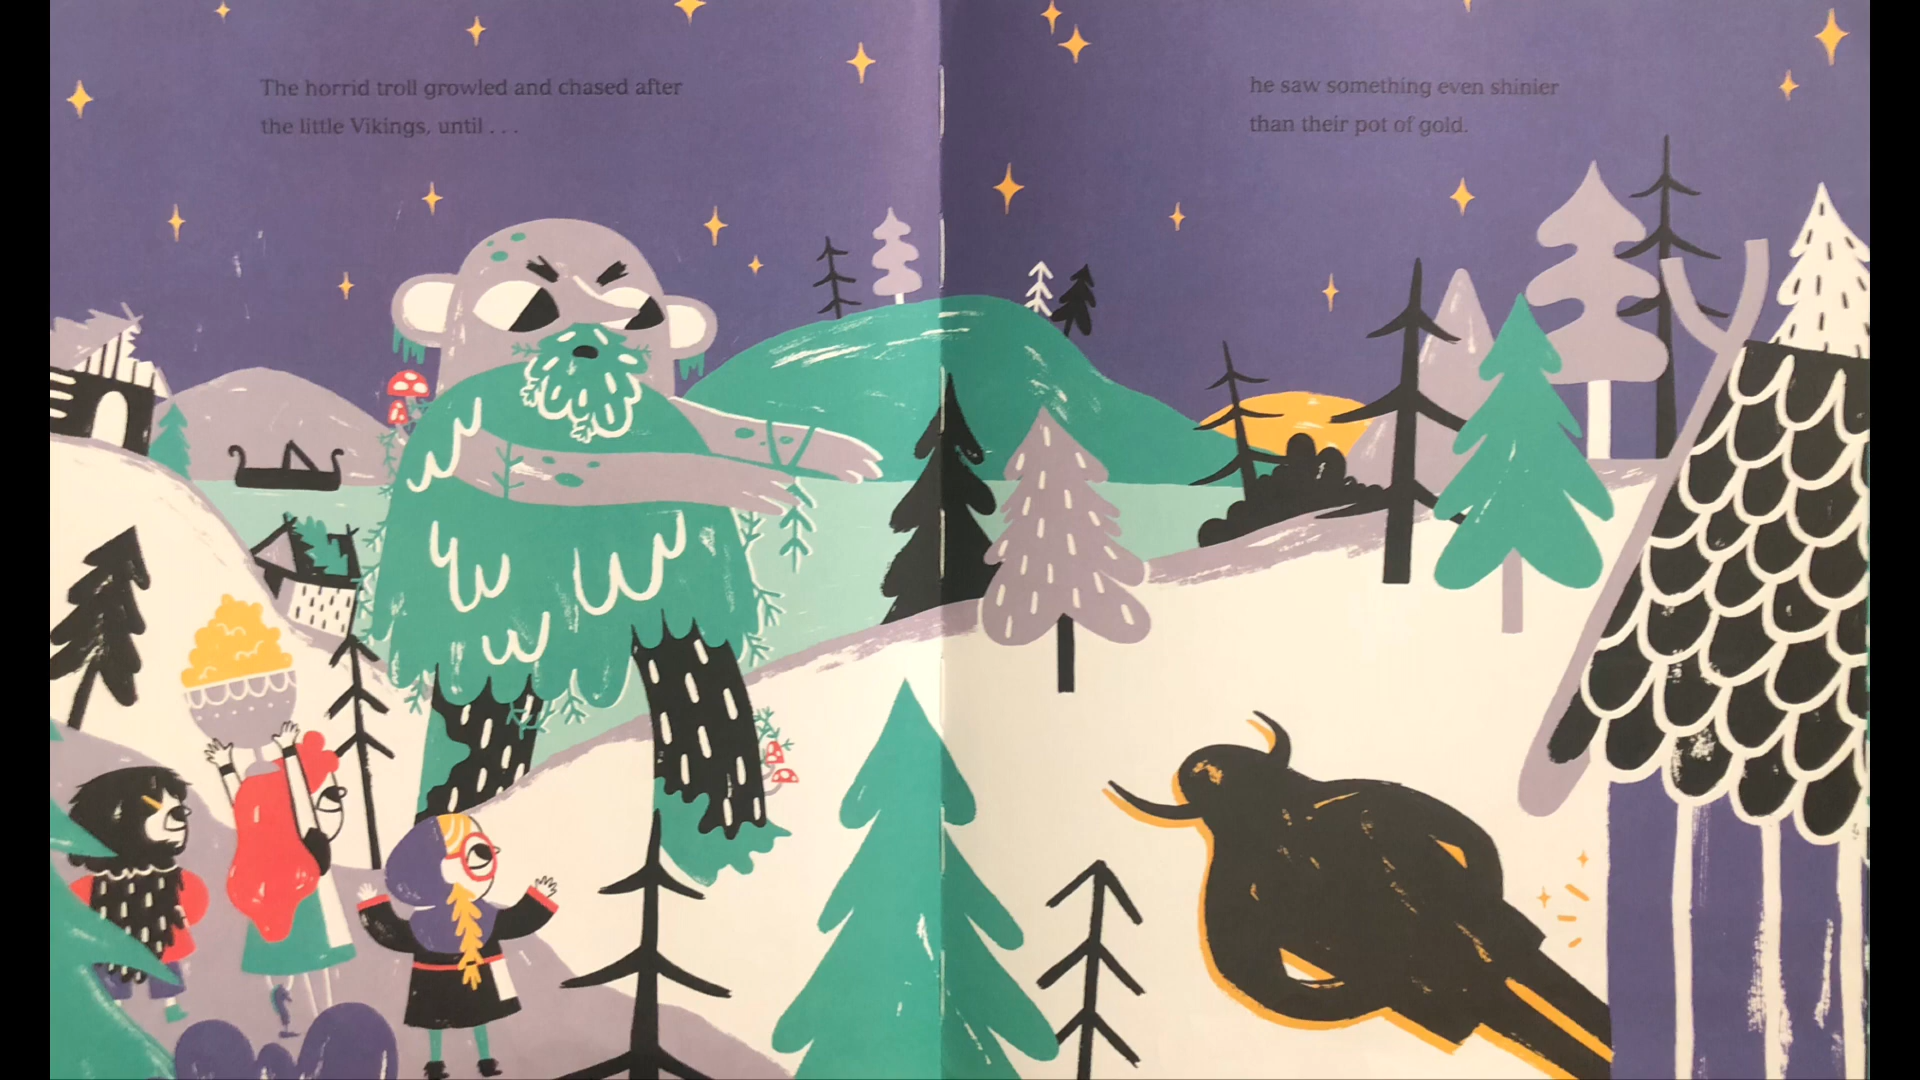 The horrid troll growled and chased after
the little Vikings, until . . .
he saw something even shinier
than their pot of gold.